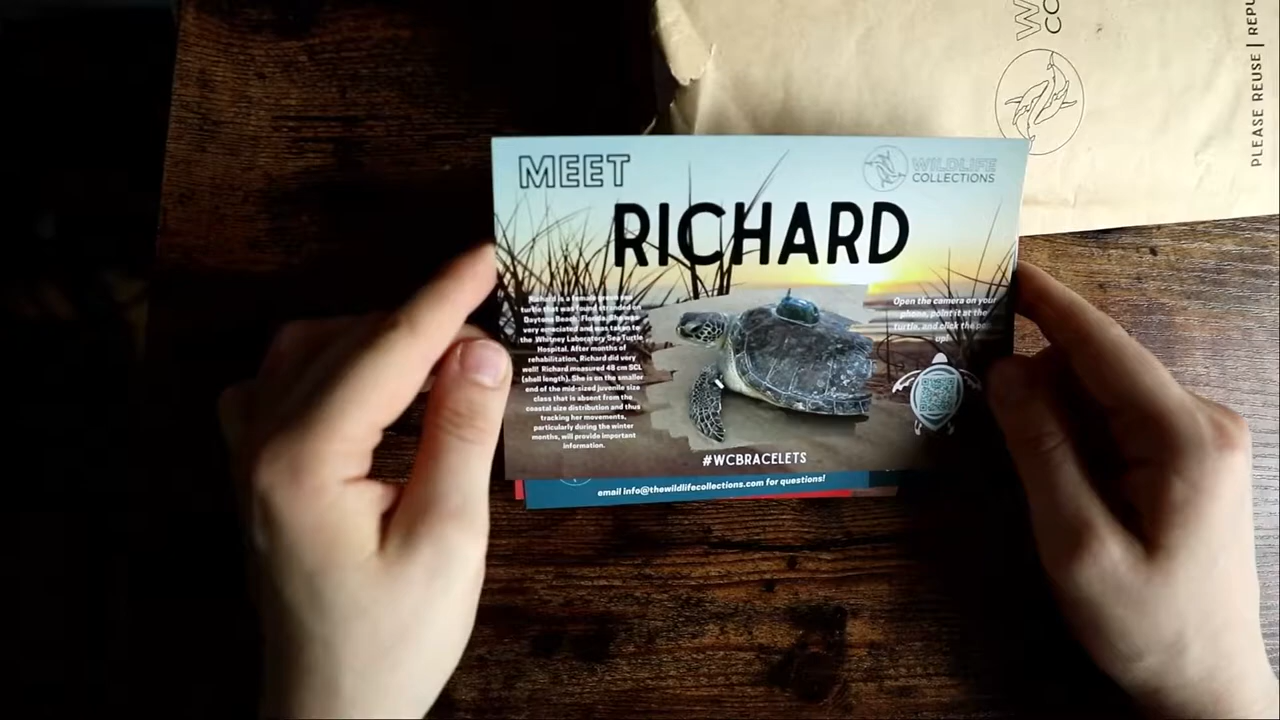 W
CO
PLEASE REUSE | REPU
MEET
WILDLIFE
COLLECTIONS
RICHARD
Richard is a female green sea
turtle that was found stranded on
Daytona Beach, Florida. She was
very emaciated and was taken to
the Whitney Laboratory Sea Turtle
Hospital. After months of
rehabilitation, Richard did very
well! Richard measured 48 cm SCL
(shell length). She is on the smaller
end of the mid-sized juvenile size
class that is absent from the
coastal size distribution and thus
tracking her movements,
particularly during the winter
months, will provide important
information.
Open the camera on your
phone, point it at the
turtle, and click the pop
up!
#WCBRACELETS
email info@thewildlifecollections.com for questions!